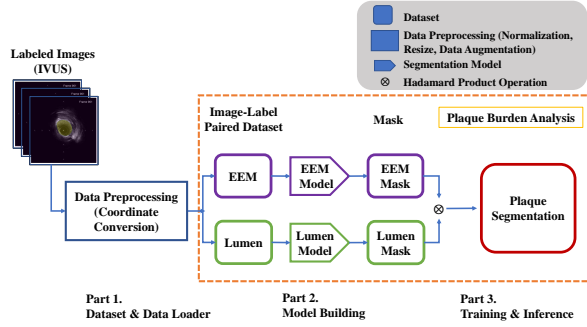 Dataset
Data Preprocessing (Normalization,
Resize, Data Augmentation)
Segmentation Model
Hadamard Product Operation
Labeled Images
(IVUS)
Image-Label
Paired Dataset
Mask
Plaque Burden Analysis
EEM
EEM
Model
EEM
Mask
Data Preprocessing
(Coordinate
Conversion)
Plaque
Segmentation
Lumen
Lumen
Model
Lumen
Mask
Part 1.
Dataset & Data Loader
Part 2.
Model Building
Part 3.
Training & Inference